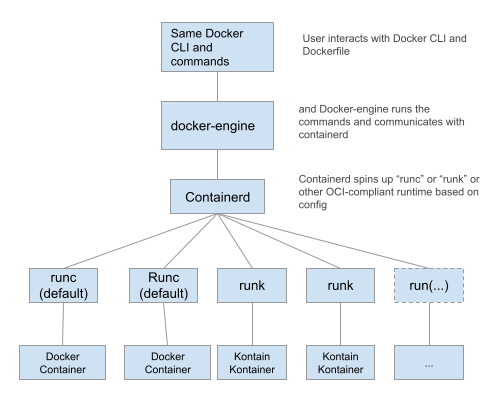 Same Docker
CLI and
commands
User interacts with Docker CLI and
Dockerfile
docker-engine
and Docker-engine runs the
commands and communicates with
containerd
Containerd
Containerd spins up “runc” or “runk” or
other OCI-compliant runtime based on
config
runc
(default)
Runc
(default)
runk
runk
run(...)
Docker
Container
Docker
Container
Kontain
Kontainer
Kontain
Kontainer
...